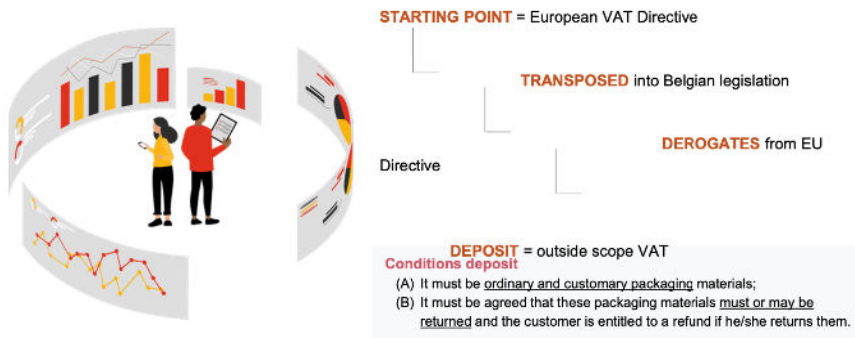 STARTING POINT = European VAT Directive
TRANSPOSED into Belgian legislation
DEROGATES from EU
Directive
DEPOSIT = outside scope VAT
Conditions deposit
(A) It must be ordinary and customary packaging materials;
(B) It must be agreed that these packaging materials must or may be
returned and the customer is entitled to a refund if he/she returns them.